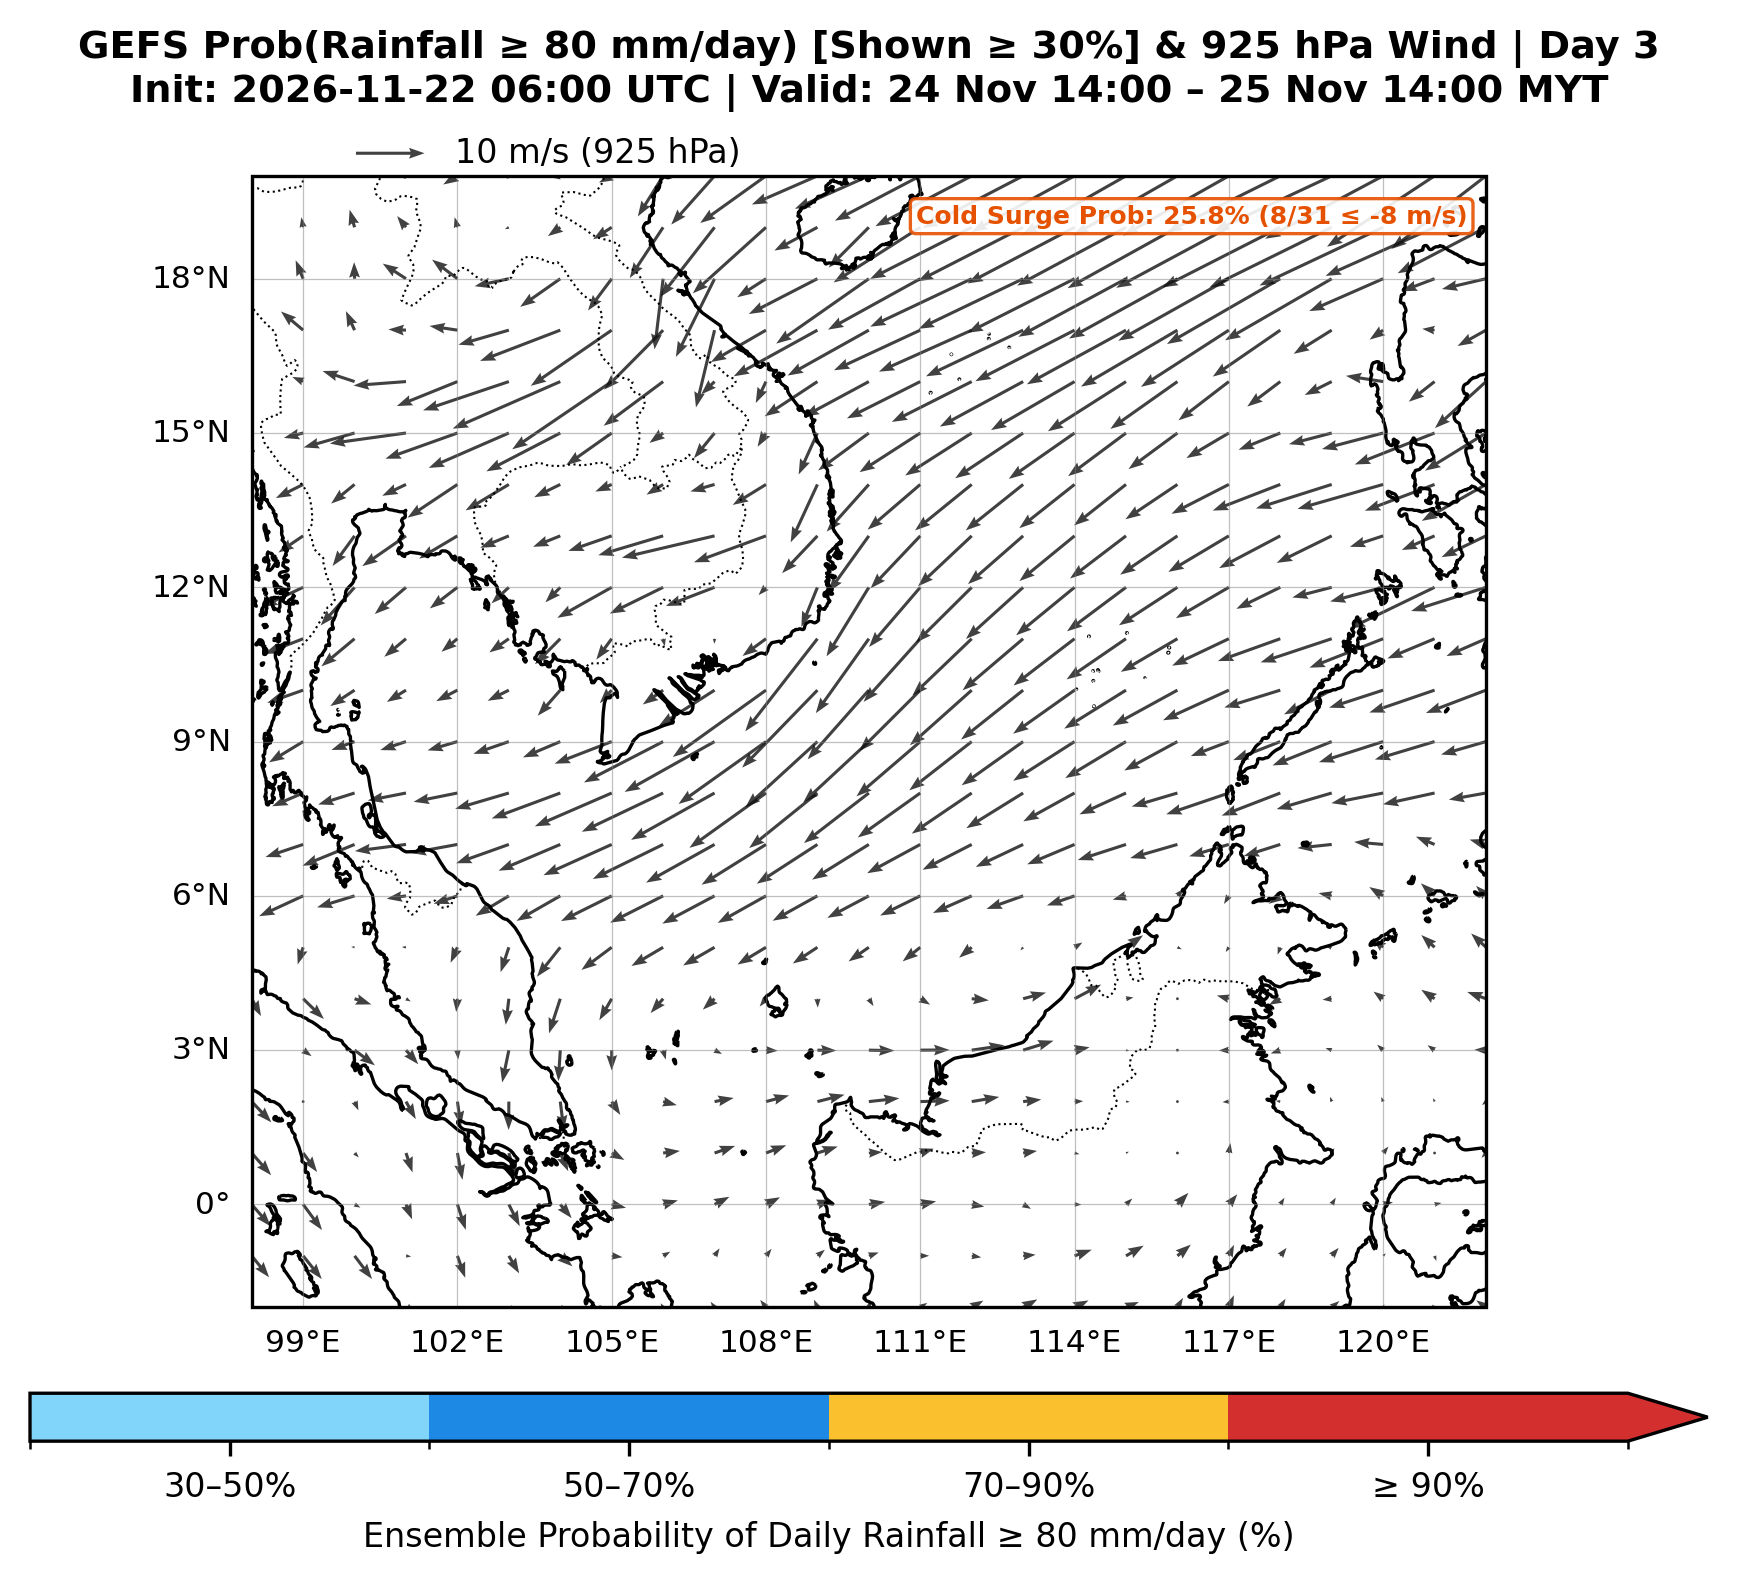 GEFS Prob(Rainfall ≥ 80 mm/day) [Shown ≥ 30%] & 925 hPa Wind | Day 3
Init: 2026-11-22 06:00 UTC | Valid: 24 Nov 14:00 – 25 Nov 14:00 MYT
10 m/s (925 hPa)
Cold Surge Prob: 25.8% (8/31 ≤ -8 m/s)
18°N
15°N
12°N
9°N
6°N
3°N
0°
99°E 102°E 105°E 108°E 111°E 114°E 117°E 120°E
30–50% 50–70% 70–90% ≥ 90%
Ensemble Probability of Daily Rainfall ≥ 80 mm/day (%)